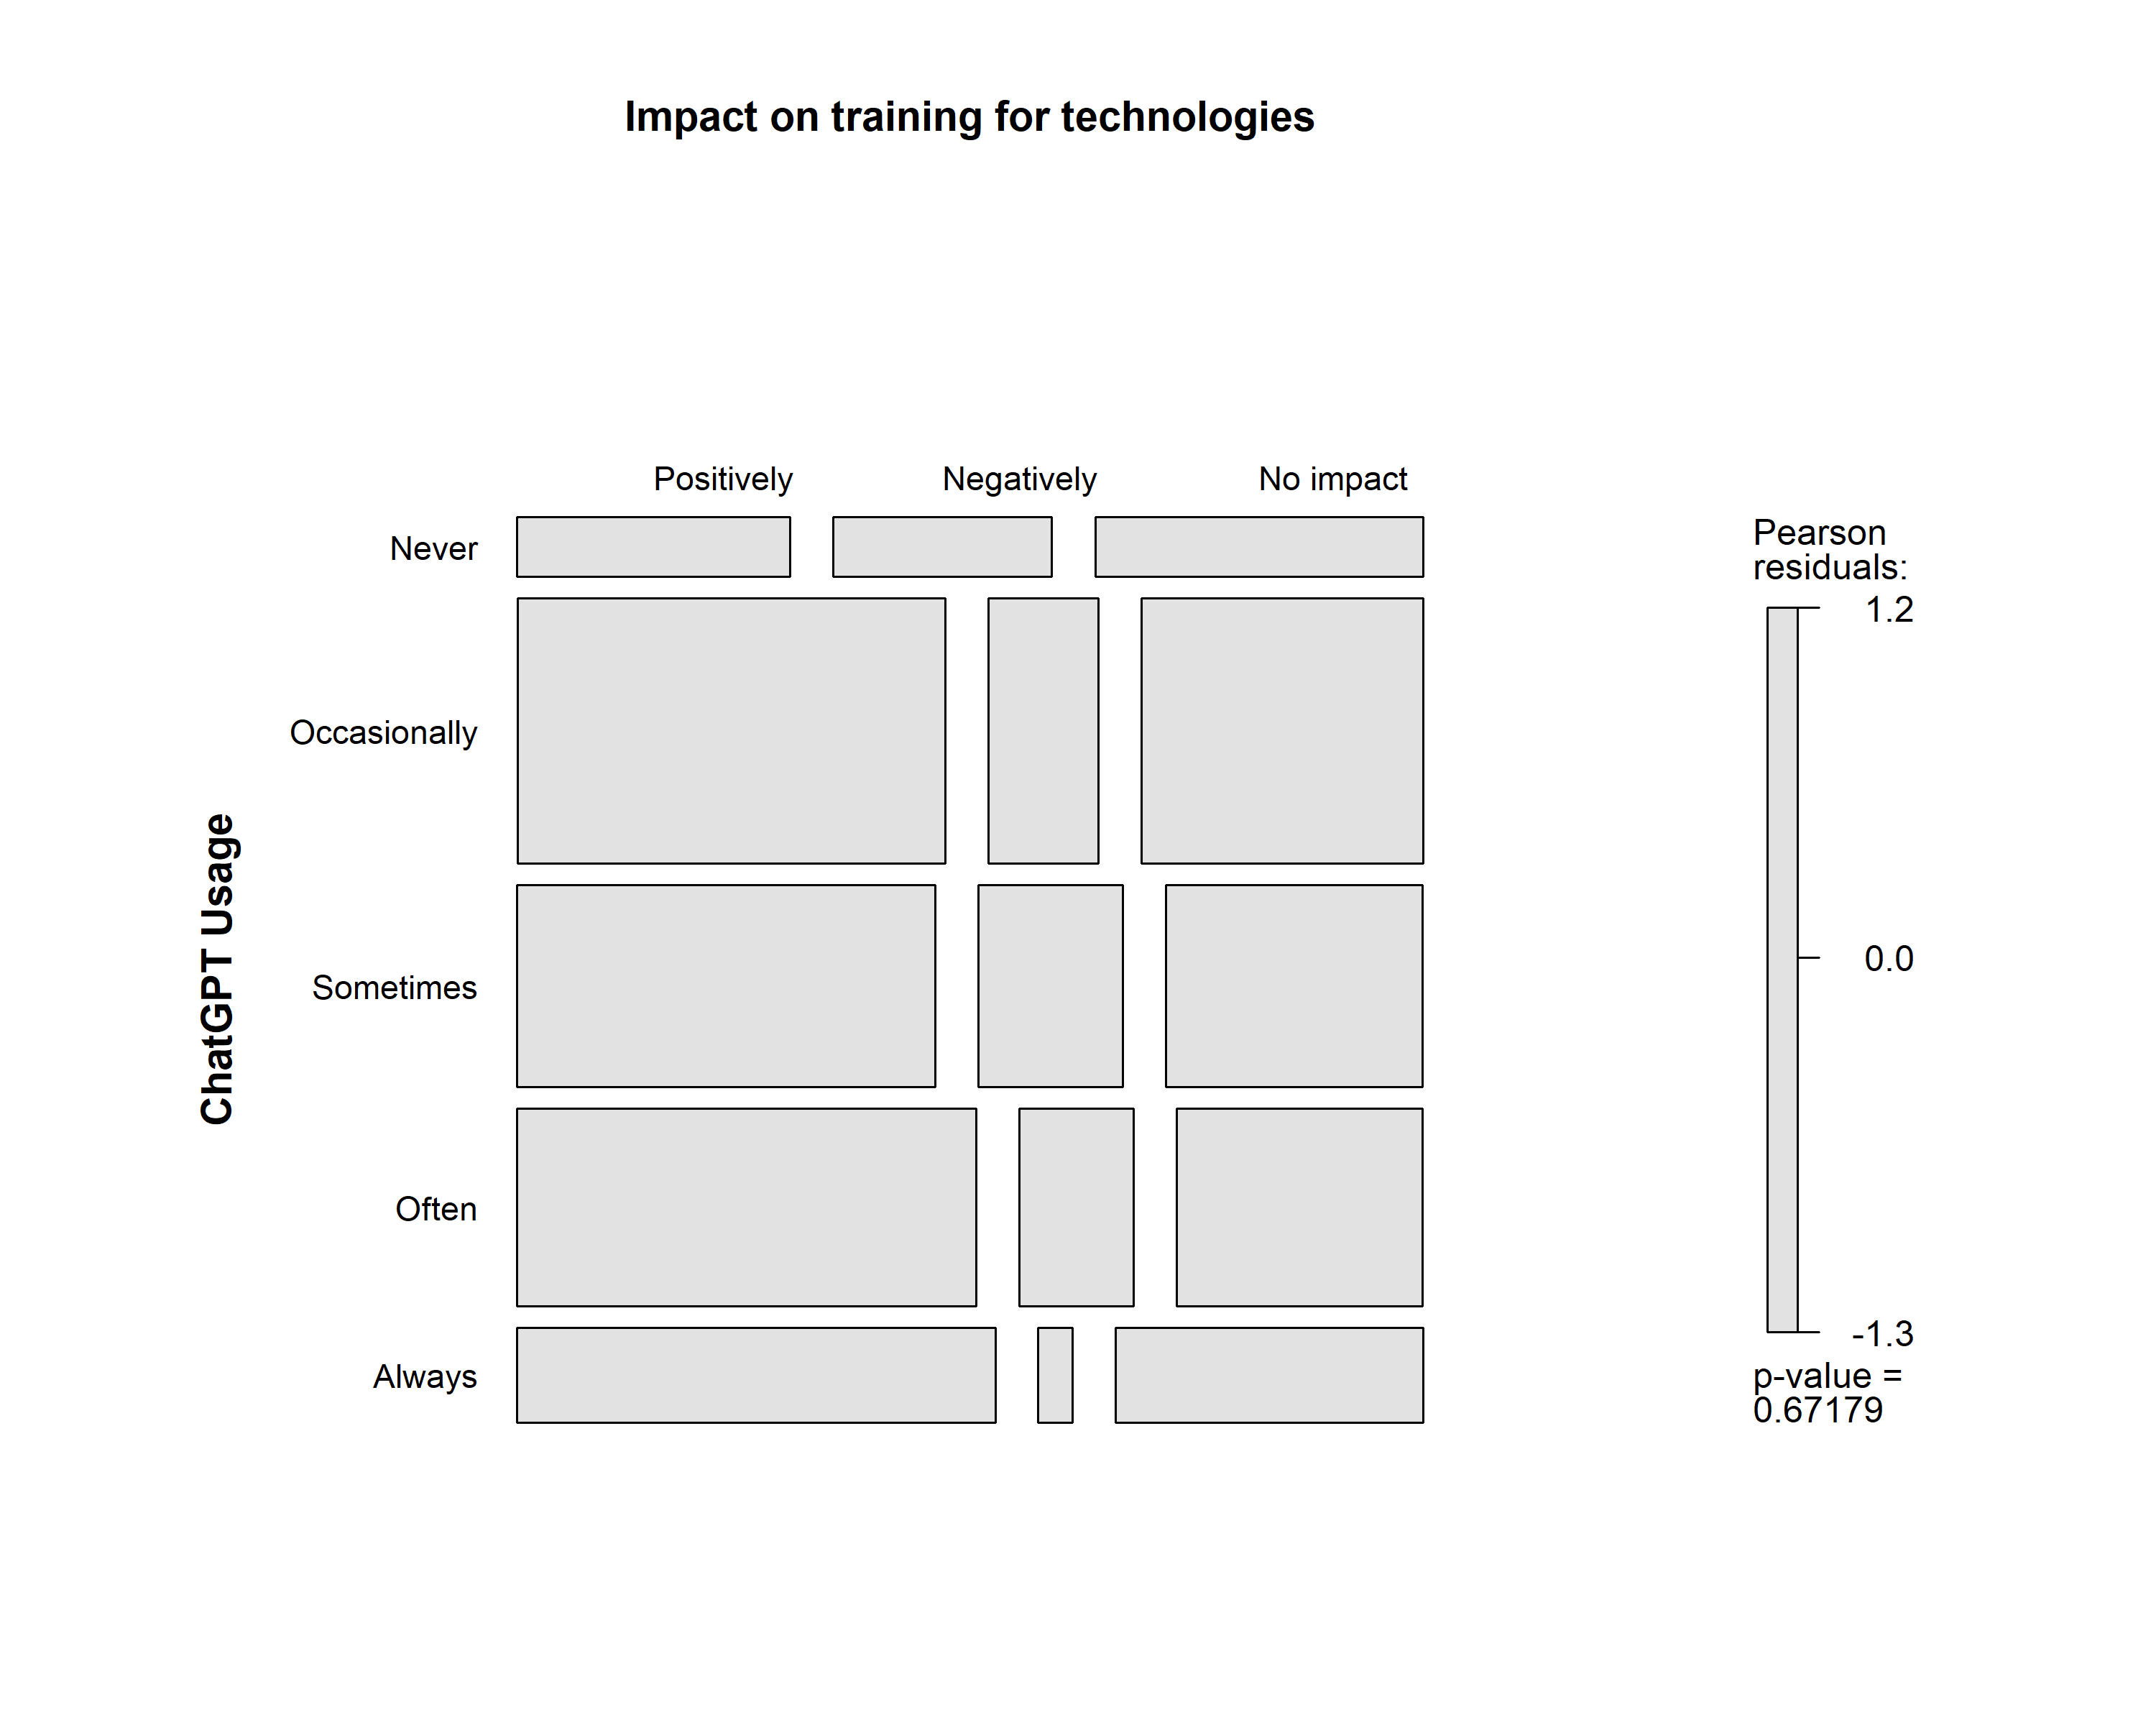 Impact on training for technologies
Positively Negatively No impact
Never
Occasionally
Sometimes
Often
Always
ChatGPT Usage
Pearson
residuals:
1.2
0.0
-1.3
p-value =
0.67179